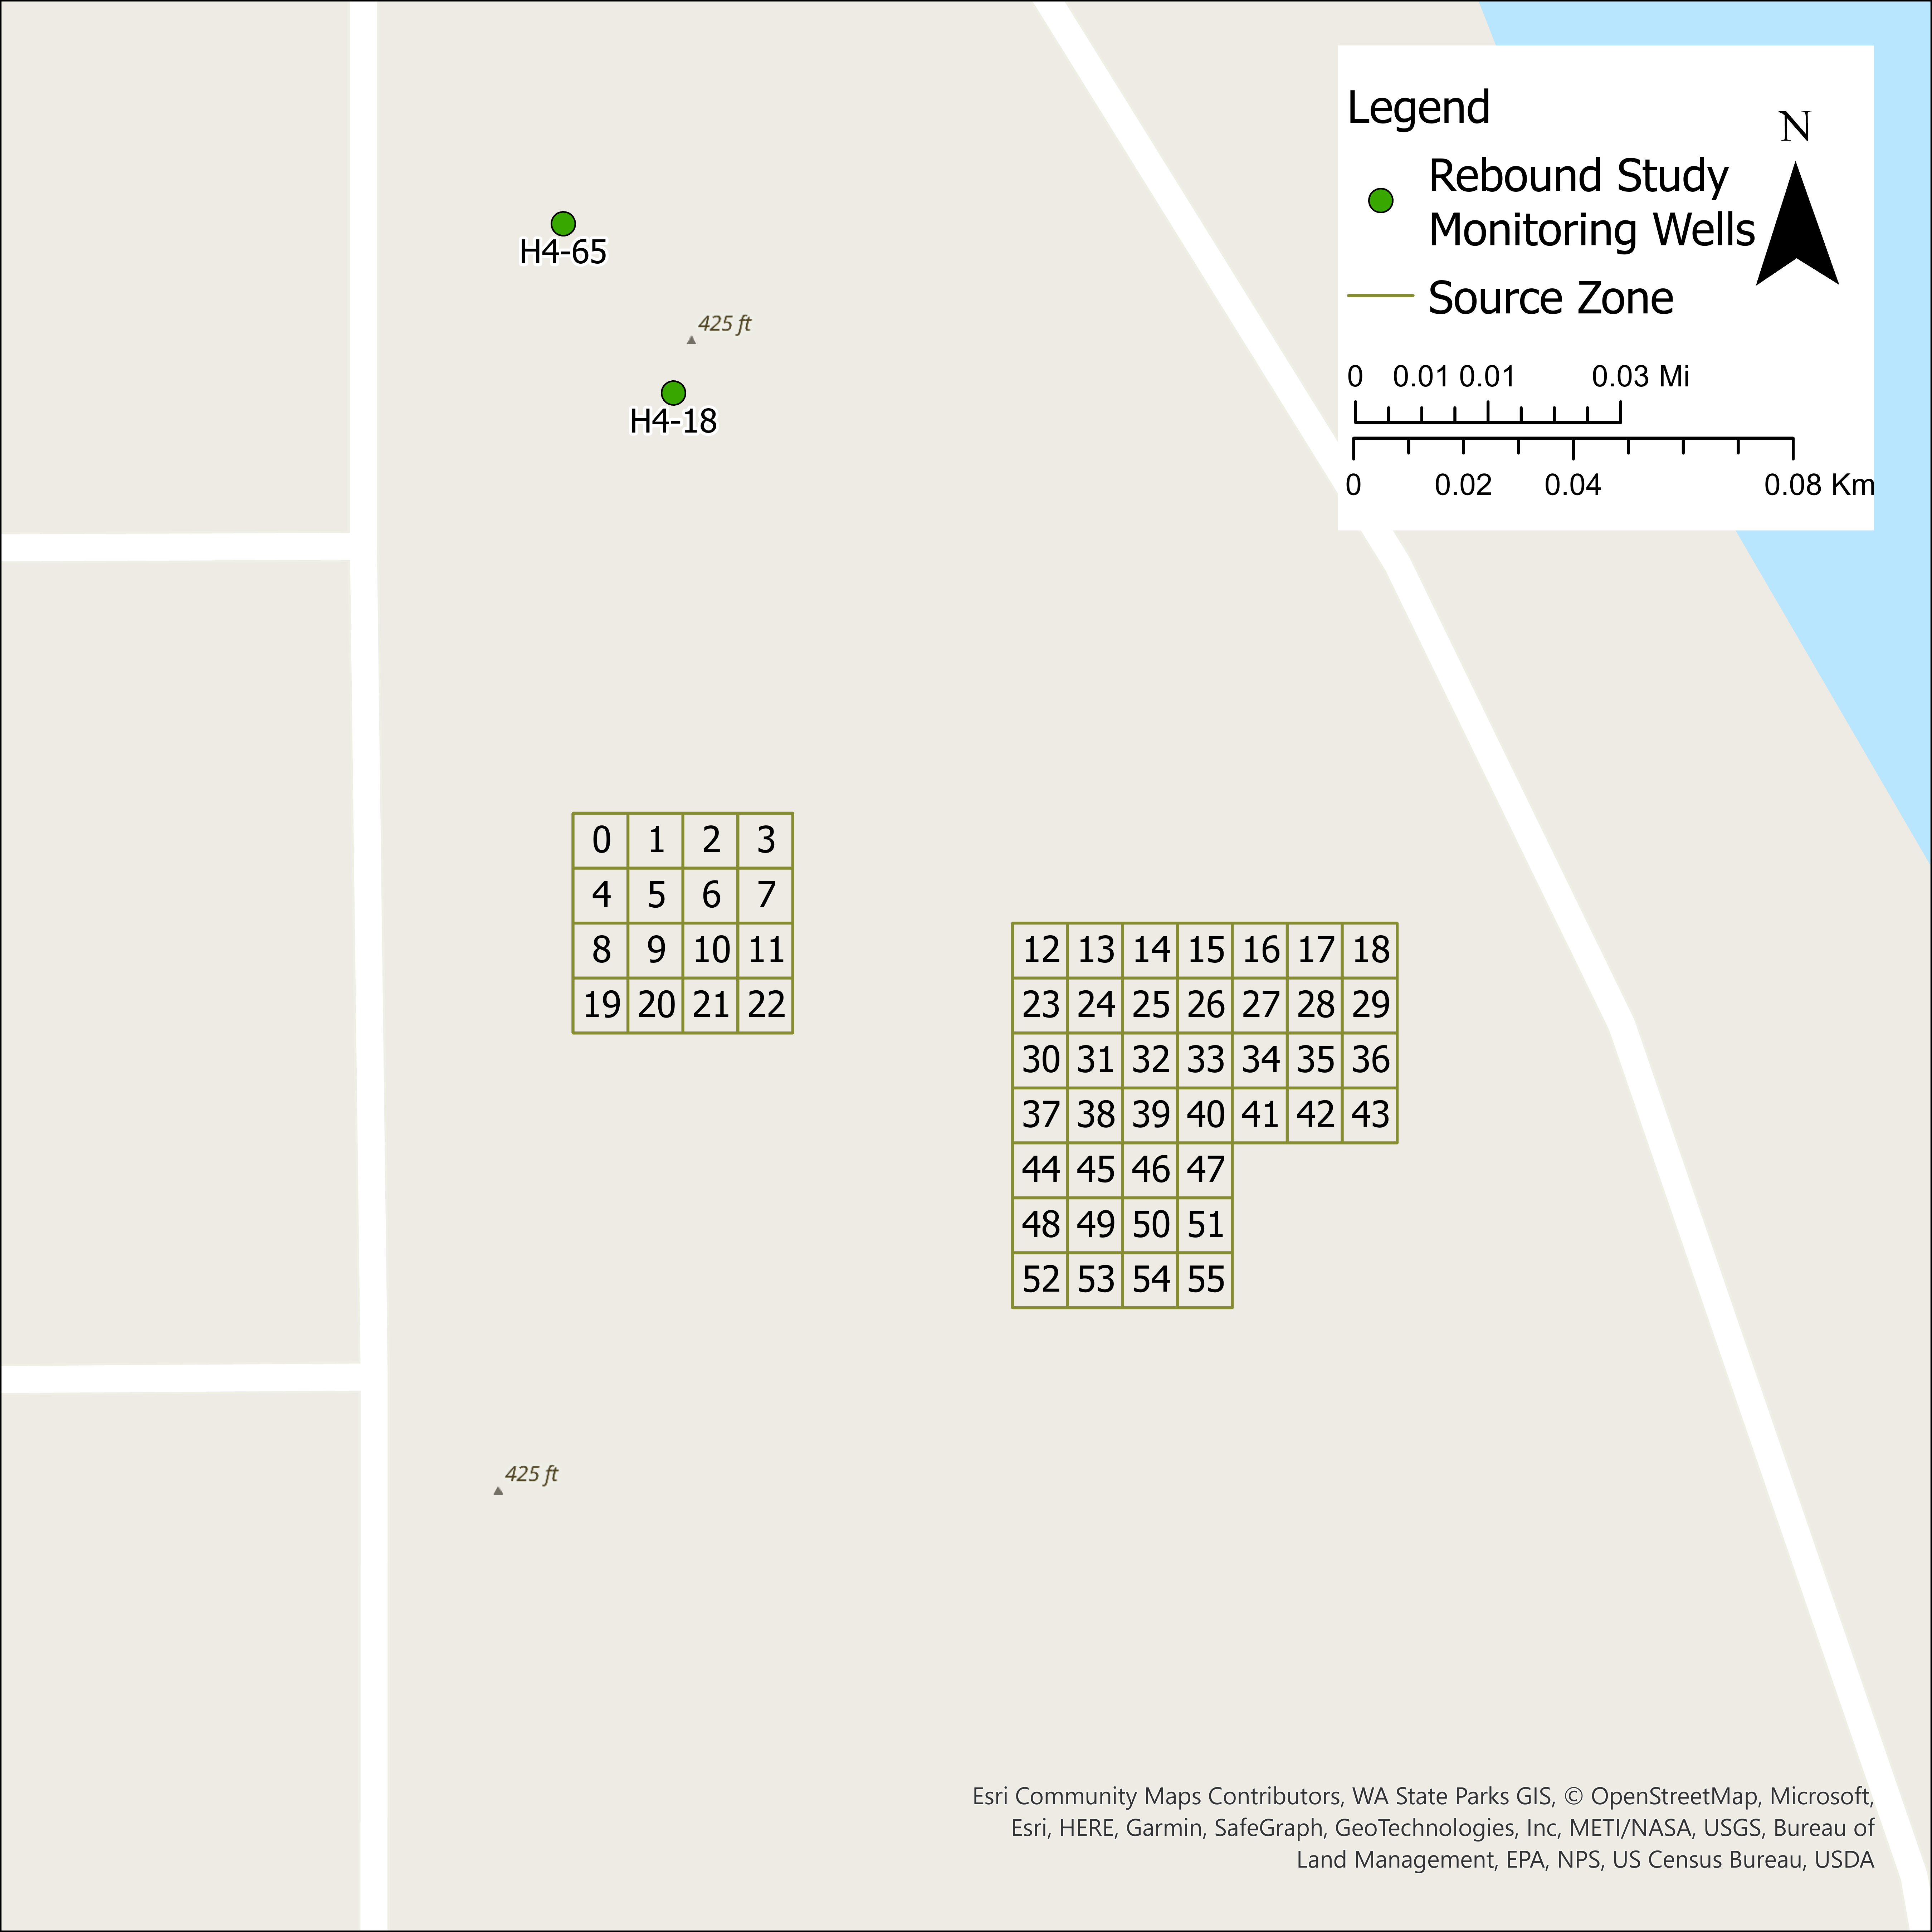 Legend
N
Rebound Study
Monitoring Wells
Source Zone
0 0.01 0.01 0.03 Mi
0 0.02 0.04 0.08 Km
H4-65
425 ft
H4-18
0 1 2 3
4 5 6 7
8 9 10 11
19 20 21 22
12 13 14 15 16 17 18
23 24 25 26 27 28 29
30 31 32 33 34 35 36
37 38 39 40 41 42 43
44 45 46 47
48 49 50 51
52 53 54 55
425 ft
Esri Community Maps Contributors, WA State Parks GIS, © OpenStreetMap, Microsoft,
Esri, HERE, Garmin, SafeGraph, GeoTechnologies, Inc, METI/NASA, USGS, Bureau of
Land Management, EPA, NPS, US Census Bureau, USDA